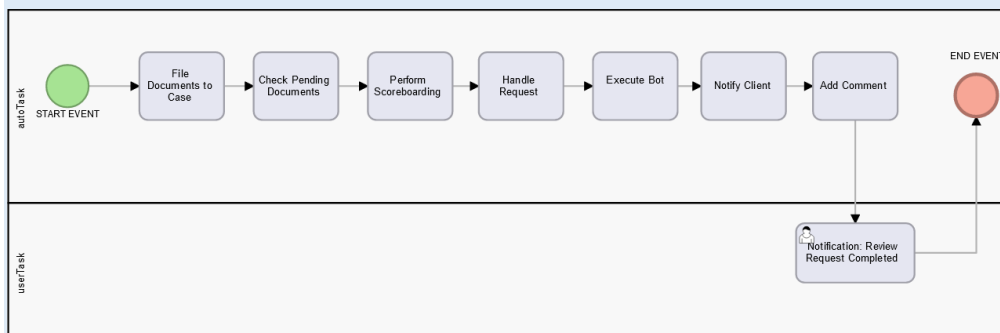 autoTask
START EVENT
File
Documents to
Case
Check Pending
Documents
Perform
Scoreboarding
Handle
Request
Execute Bot
Notify Client
Add Comment
END EVENT
userTask
Notification: Review
Request Completed